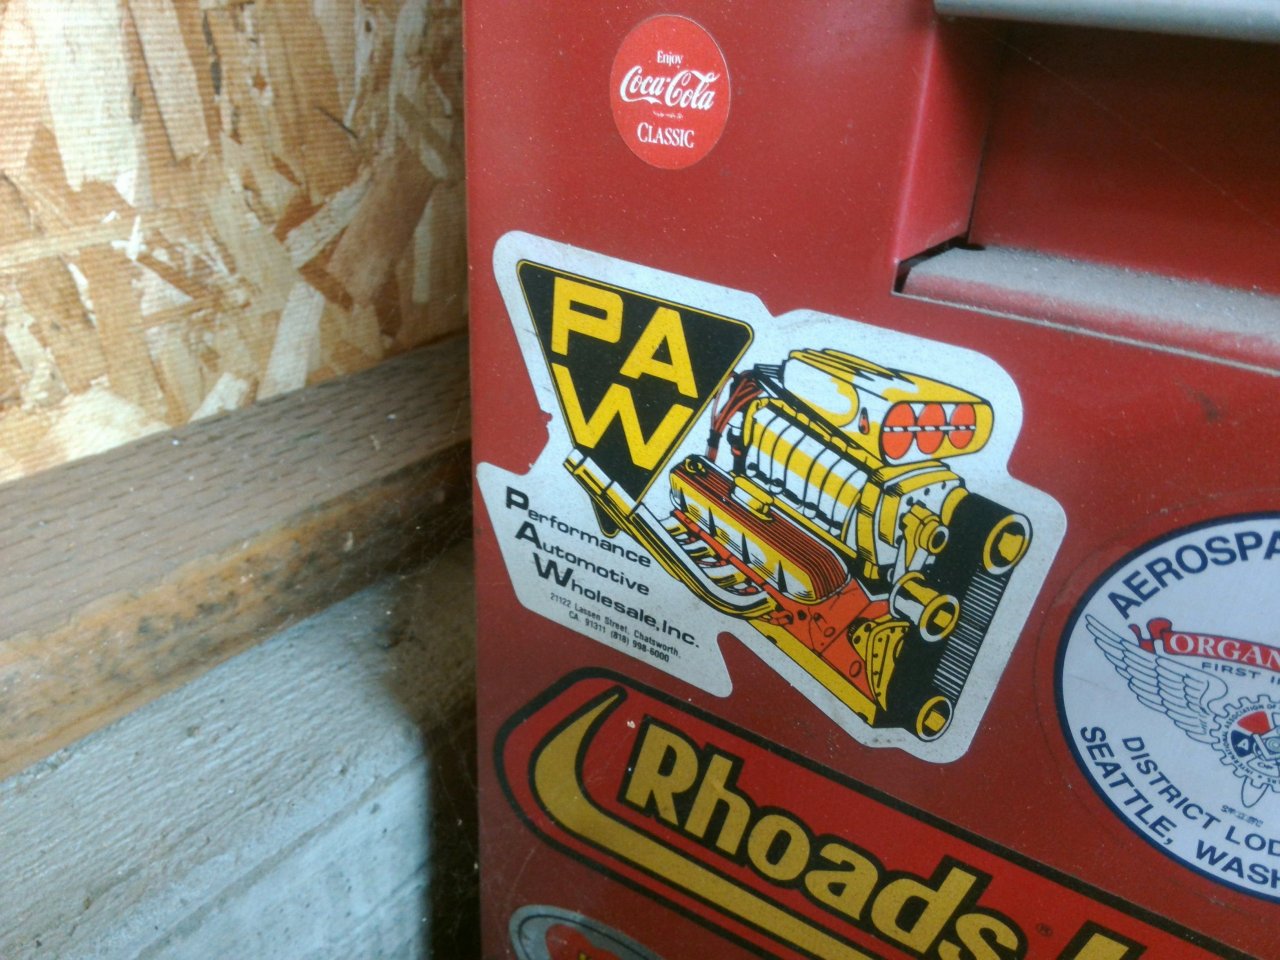 Enjoy
Coca-Cola
CLASSIC
PA
W
Performance
Automotive
Wholesale, Inc.
21122 Lassen Street, Chatsworth,
CA 91311 (818) 998-6000
Rhoads
AEROSPA
ORGAN
FIRST I
DISTRICT LOD
SEATTLE, WASH